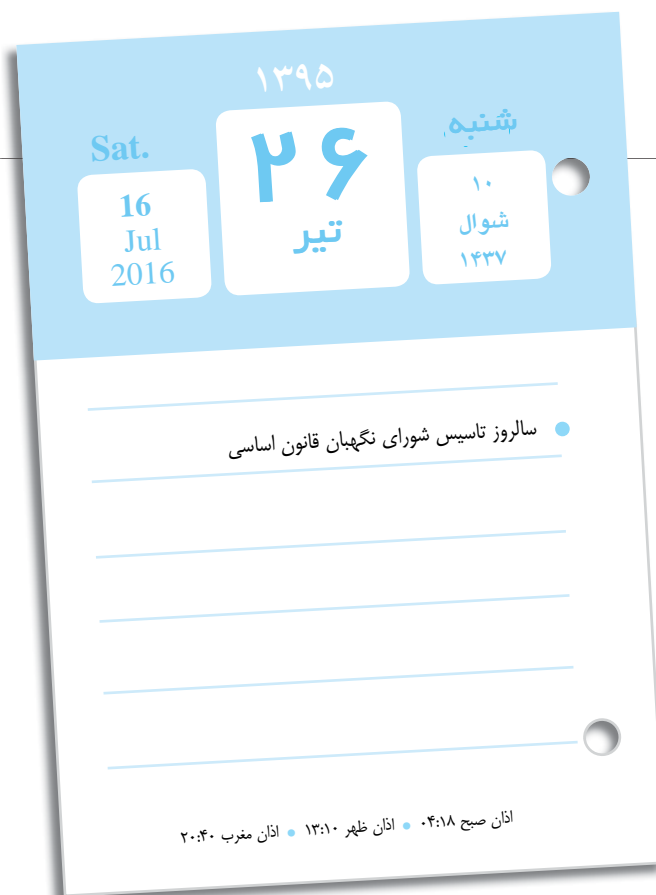 ۱۳۹۵
شنبه
۱۰
شوال
۱۴۳۷
۲۶
تیر
Sat.
16
Jul
2016
سالروز تاسیس شورای نگهبان قانون اساسی
اذان صبح ۰۴:۱۸ • اذان ظهر ۱۳:۱۰ • اذان مغرب ۲۰:۴۰